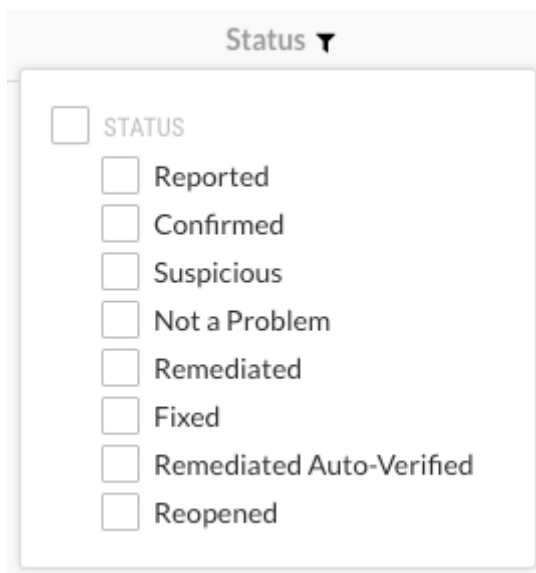 Status
STATUS
Reported
Confirmed
Suspicious
Not a Problem
Remediated
Fixed
Remediated Auto-Verified
Reopened